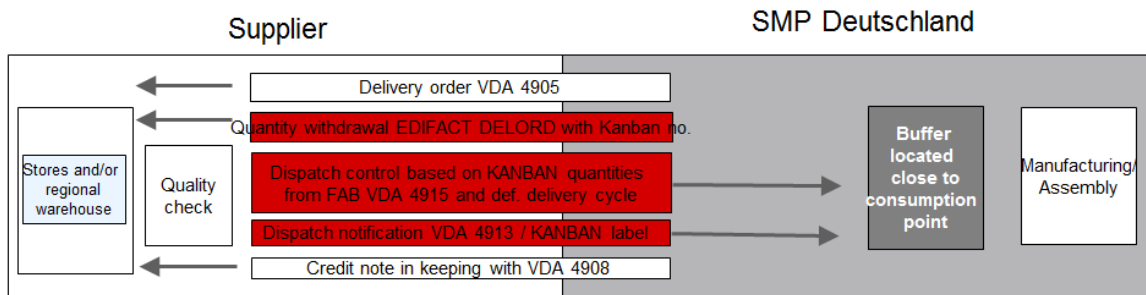 Supplier
SMP Deutschland
Delivery order VDA 4905
Quantity withdrawal EDIFACT DELORD with Kanban no.
Stores and/or
regional
warehouse
Quality
check
Dispatch control based on KANBAN quantities
from FAB VDA 4915 and def. delivery cycle
Dispatch notification VDA 4913 / KANBAN label
Credit note in keeping with VDA 4908
Buffer
located
close to
consumption
point
Manufacturing/
Assembly